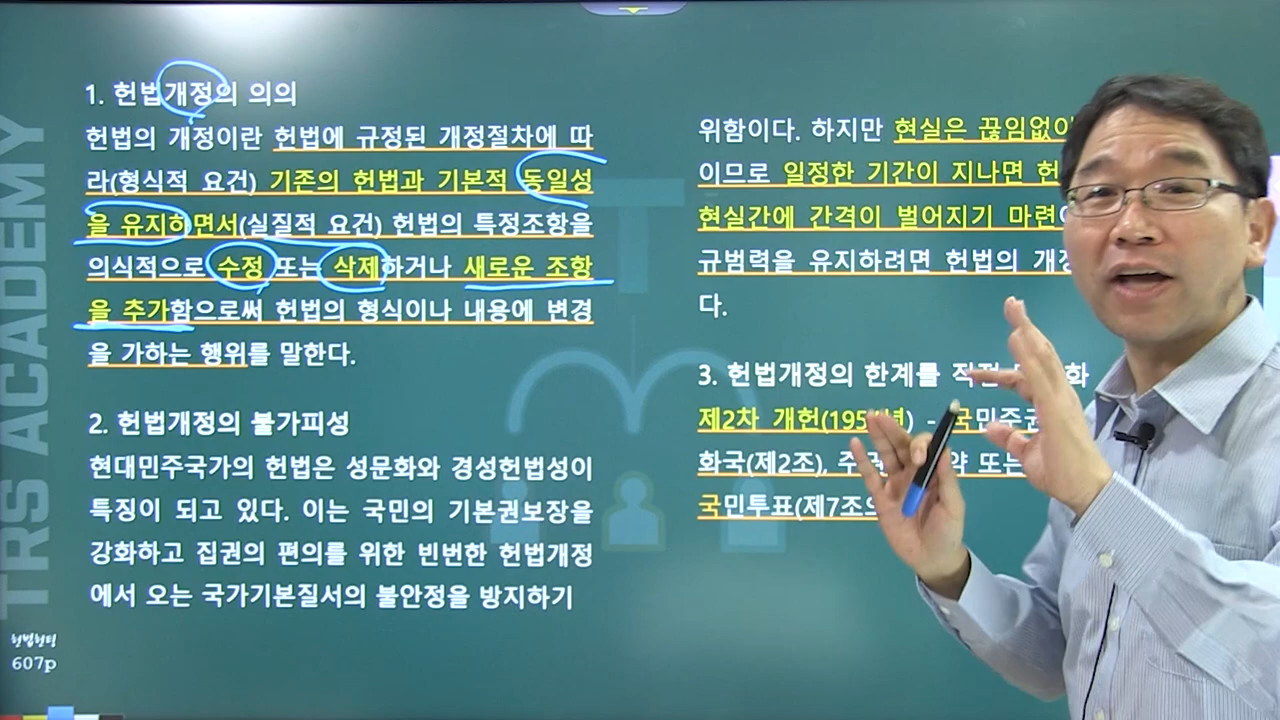 1. 헌법개정의 의의
헌법의 개정이란 헌법에 규정된 개정절차에 따
라(형식적 요건) 기존의 헌법과 기본적 동일성
을 유지하면서(실질적 요건) 헌법의 특정조항을
의식적으로 수정 또는 삭제하거나 새로운 조항
을 추가함으로써 헌법의 형식이나 내용에 변경
을 가하는 행위를 말한다.
2. 헌법개정의 불가피성
현대민주국가의 헌법은 성문화와 경성헌법성이
특징이 되고 있다. 이는 국민의 기본권보장을
강화하고 집권의 편의를 위한 빈번한 헌법개정
에서 오는 국가기본질서의 불안정을 방지하기
위함이다. 하지만 현실은 끊임없이
이므로 일정한 기간이 지나면 헌
현실간에 간격이 벌어지기 마련
규범력을 유지하려면 헌법의 개정
다.
3. 헌법개정의 한계를 직접
제2차 개헌(195 년) - 국민주권
화국(제2조), 또는
국민투표(제7조의
TRS ACADEMY
헌법형법
607p